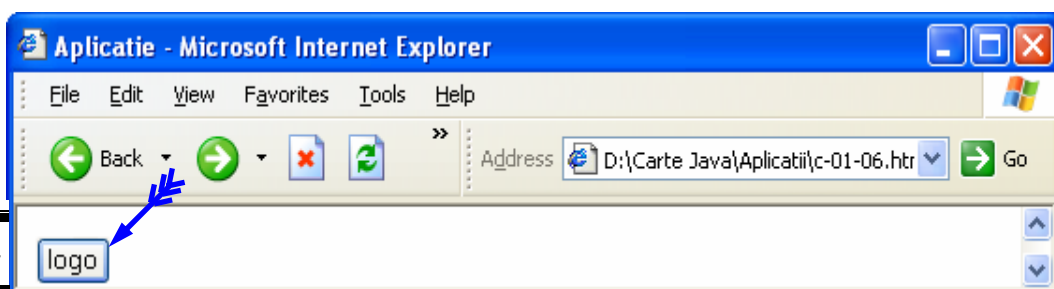 Aplicatie - Microsoft Internet Explorer
File Edit View Favorites Tools Help
Back » Address D:\Carte Java\Aplicatii\c-01-06.htr Go
logo